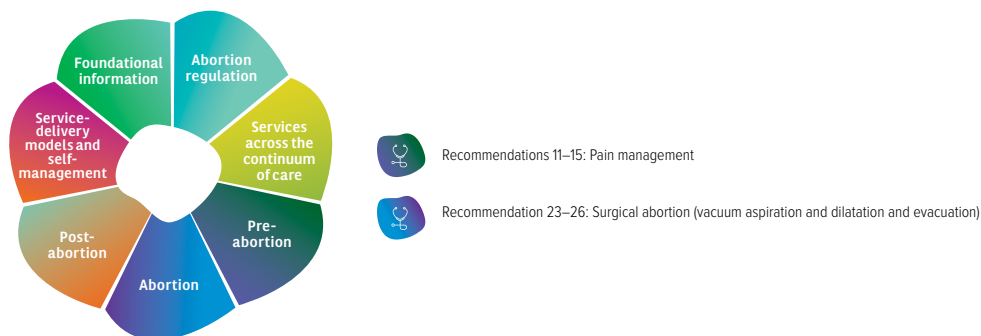 Foundational
information
Abortion
regulation
Services
across the
continuum
of care
Pre-
abortion
Abortion
Post-
abortion
Service-
delivery
models and
self-
management
Recommendations 11–15: Pain management
Recommendation 23–26: Surgical abortion (vacuum aspiration and dilatation and evacuation)